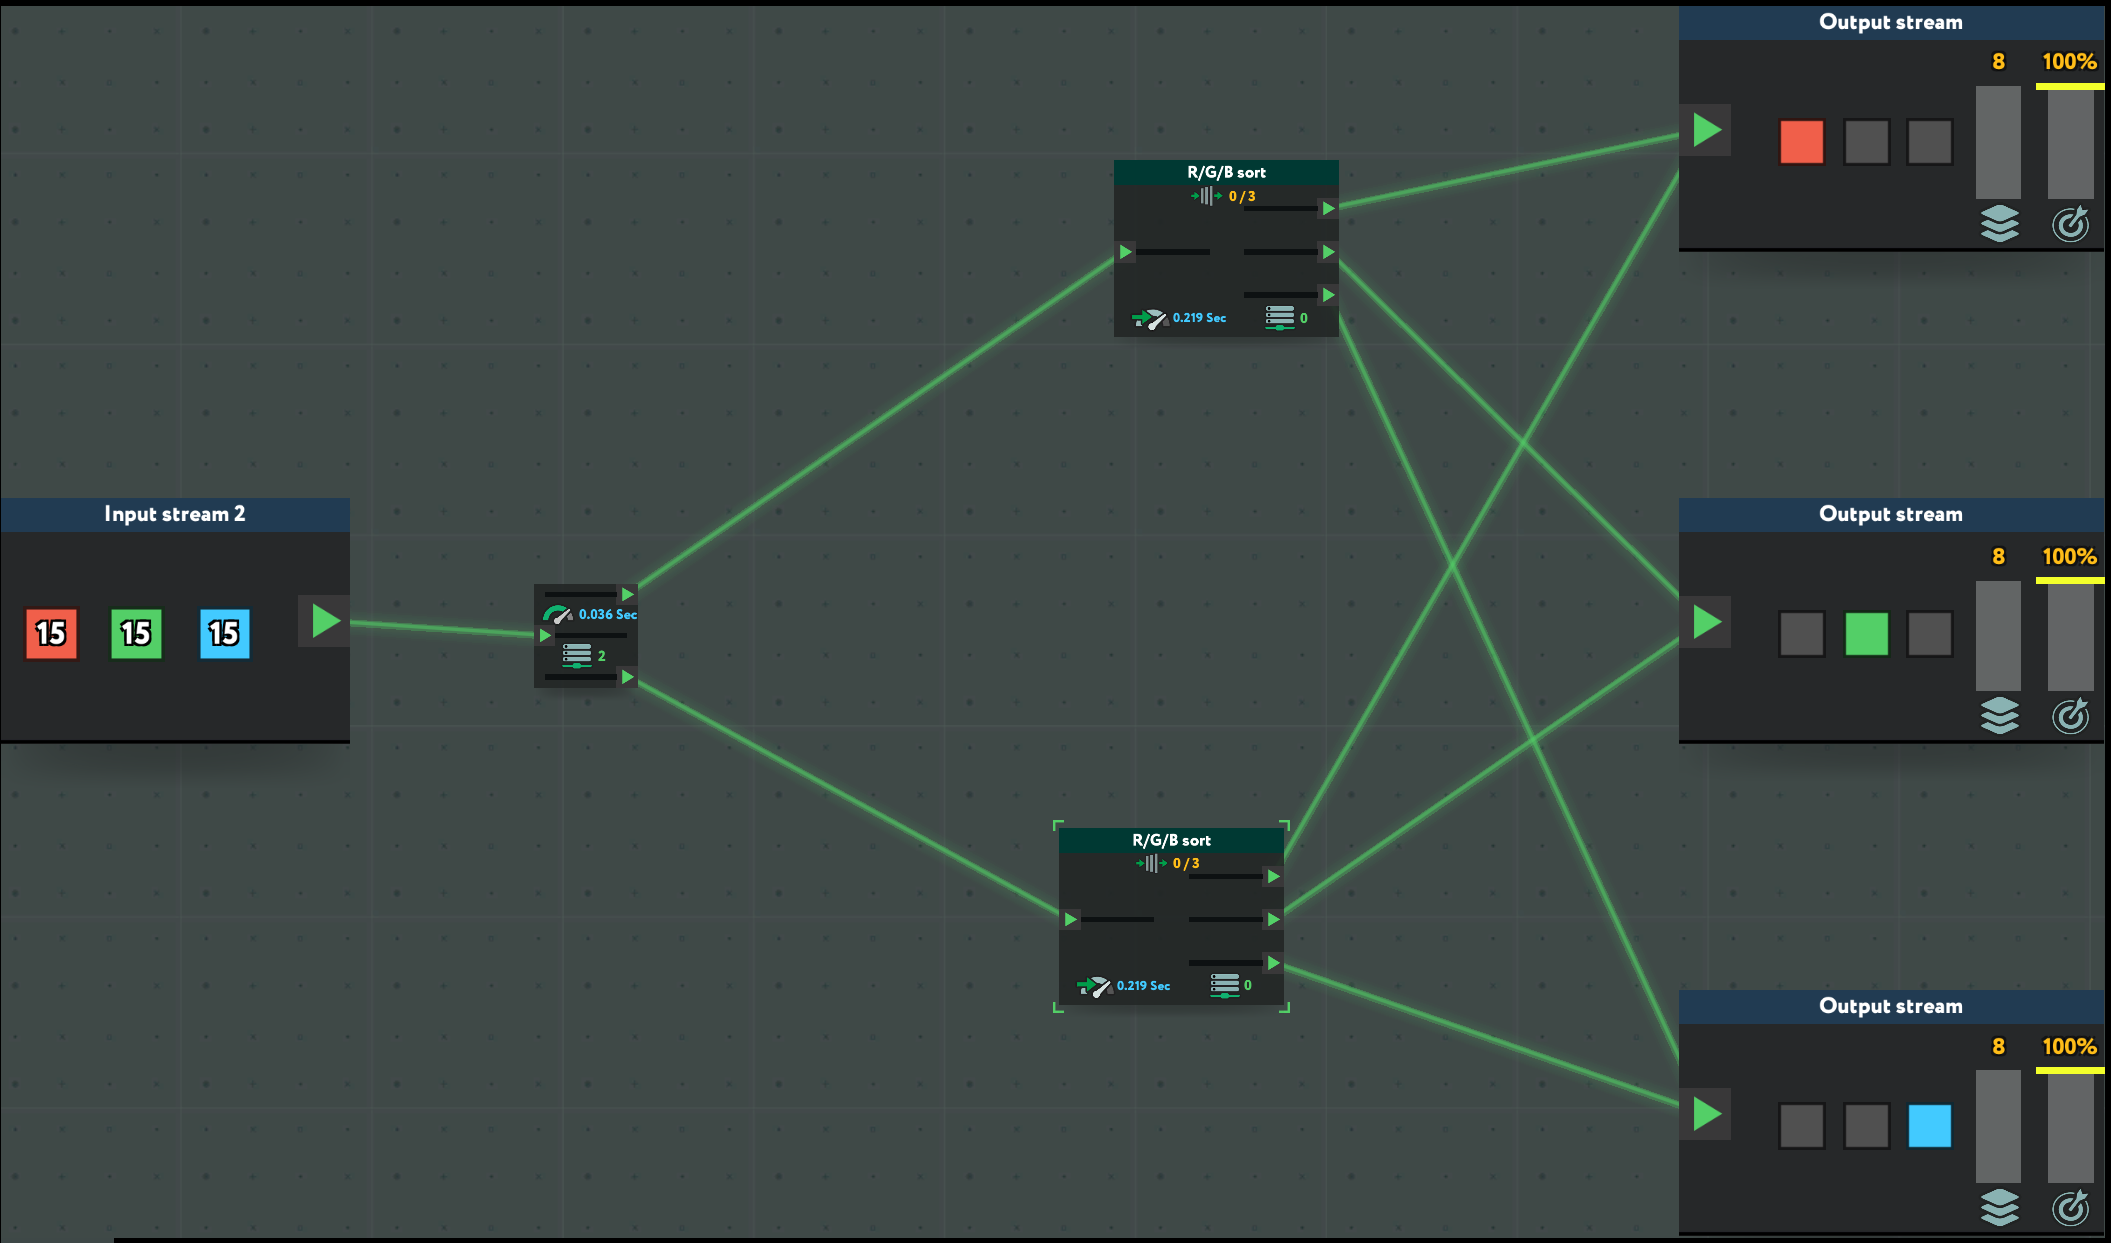 Output stream
8 100%
R/G/B sort
0 / 3
0.219 Sec 0
Input stream 2
15 15 15
0.036 Sec
2
Output stream
8 100%
R/G/B sort
0 / 3
0.219 Sec 0
Output stream
8 100%